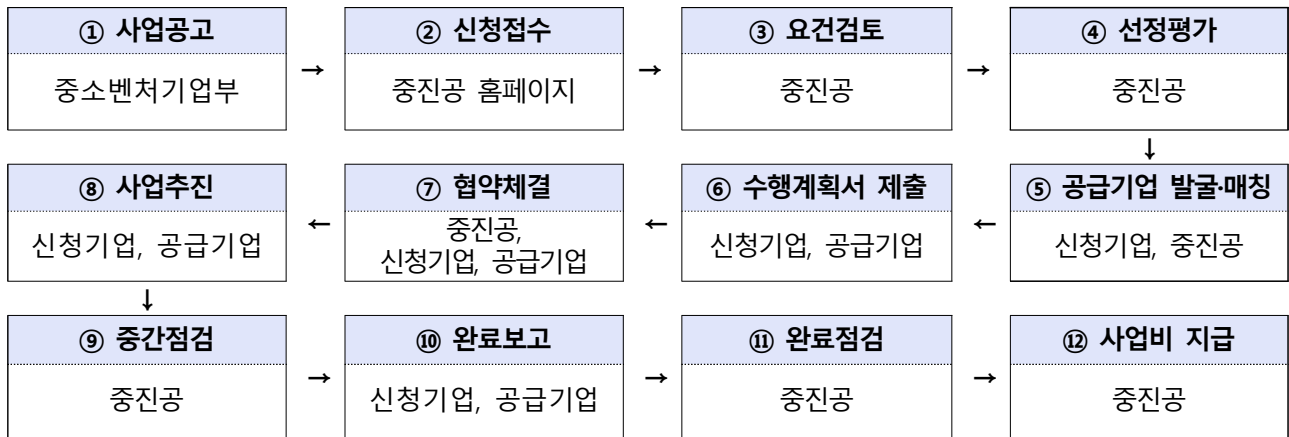 ① 사업공고
중소벤처기업부
→
② 신청접수
중진공 홈페이지
→
③ 요건검토
중진공
→
④ 선정평가
중진공
↓
⑤ 공급기업 발굴·매칭
신청기업, 중진공
←
⑥ 수행계획서 제출
신청기업, 공급기업
←
⑦ 협약체결
중진공,
신청기업, 공급기업
←
⑧ 사업추진
신청기업, 공급기업
↓
⑨ 중간점검
중진공
→
⑩ 완료보고
신청기업, 공급기업
→
⑪ 완료점검
중진공
→
⑫ 사업비 지급
중진공